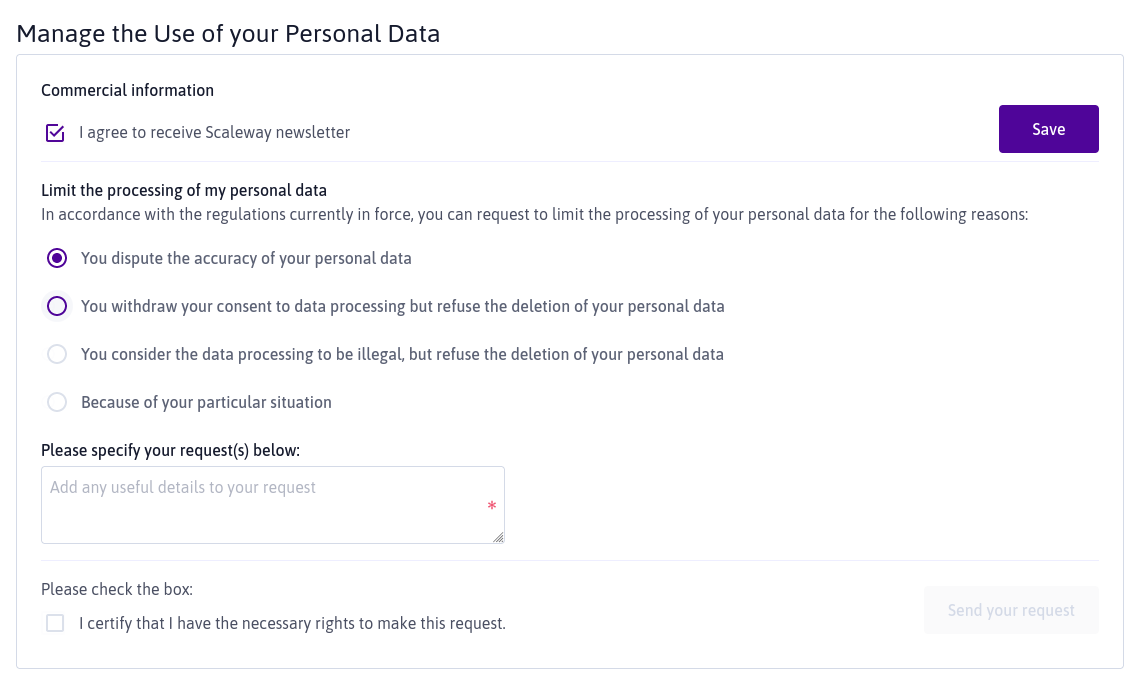 Manage the Use of your Personal Data
Commercial information
I agree to receive Scaleway newsletter
Save
Limit the processing of my personal data
In accordance with the regulations currently in force, you can request to limit the processing of your personal data for the following reasons:
You dispute the accuracy of your personal data
You withdraw your consent to data processing but refuse the deletion of your personal data
You consider the data processing to be illegal, but refuse the deletion of your personal data
Because of your particular situation
Please specify your request(s) below:
Add any useful details to your request
*
Please check the box:
I certify that I have the necessary rights to make this request.
Send your request